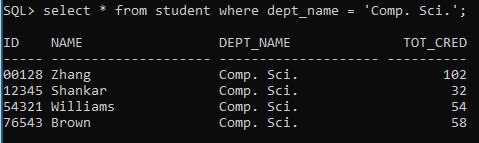 SQL> select * from student where dept_name = 'Comp. Sci.';
ID    NAME                 DEPT_NAME              TOT_CRED
----- -------------------- -------------------- ----------
00128 Zhang                Comp. Sci.                  102
12345 Shankar              Comp. Sci.                   32
54321 Williams             Comp. Sci.                   54
76543 Brown                Comp. Sci.                   58